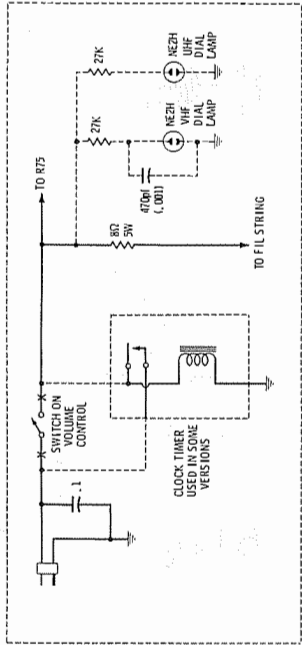 TO R75
SWITCH ON
VOLUME
CONTROL
.1
CLOCK TIMER
USED IN SOME
VERSIONS
8Ω
5W
TO FIL STRING
27K
27K
470pf
(.001)
NE2H
VHF
DIAL
LAMP
NE2H
UHF
DIAL
LAMP